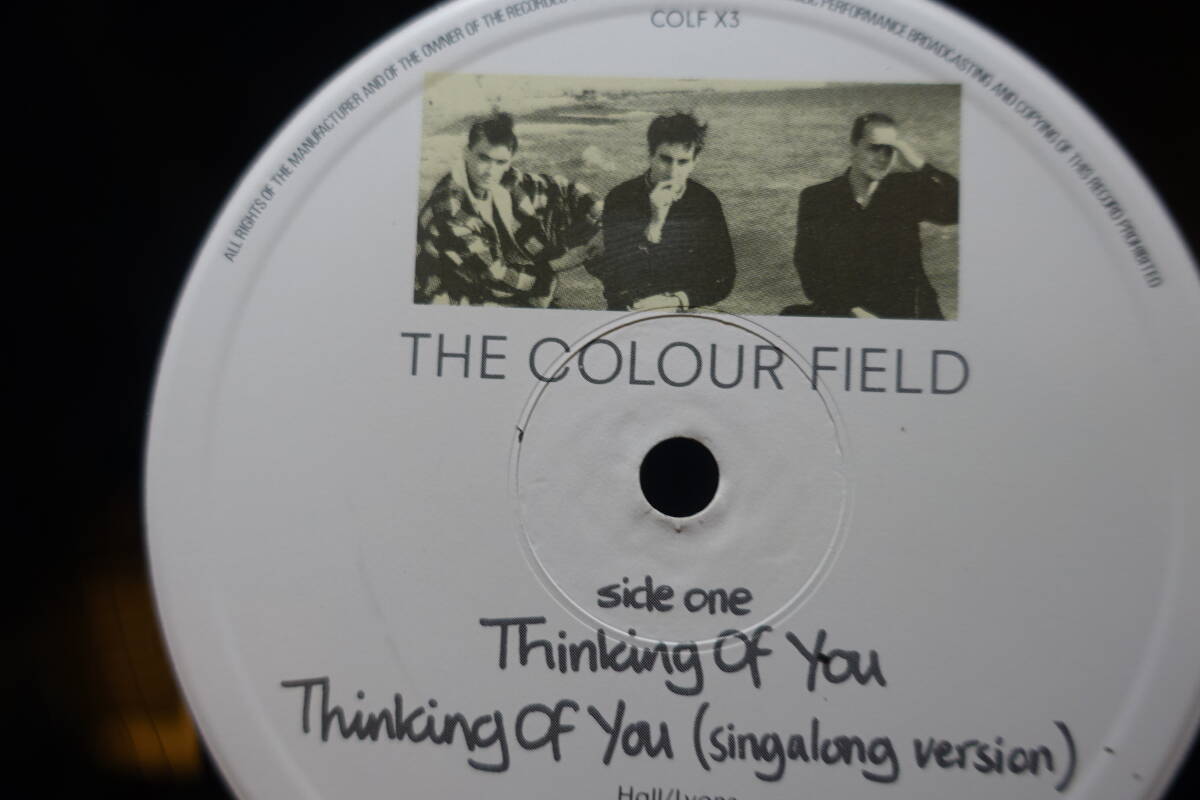 ALL RIGHTS OF THE MANUFACTURER AND OF THE OWNER OF THE RECORDED
PERFORMANCE BROADCASTING AND COPYING OF THIS RECORD PROHIBITED
COLF X3
THE COLOUR FIELD
side one
Thinking Of You
Thinking Of You (singalong version)